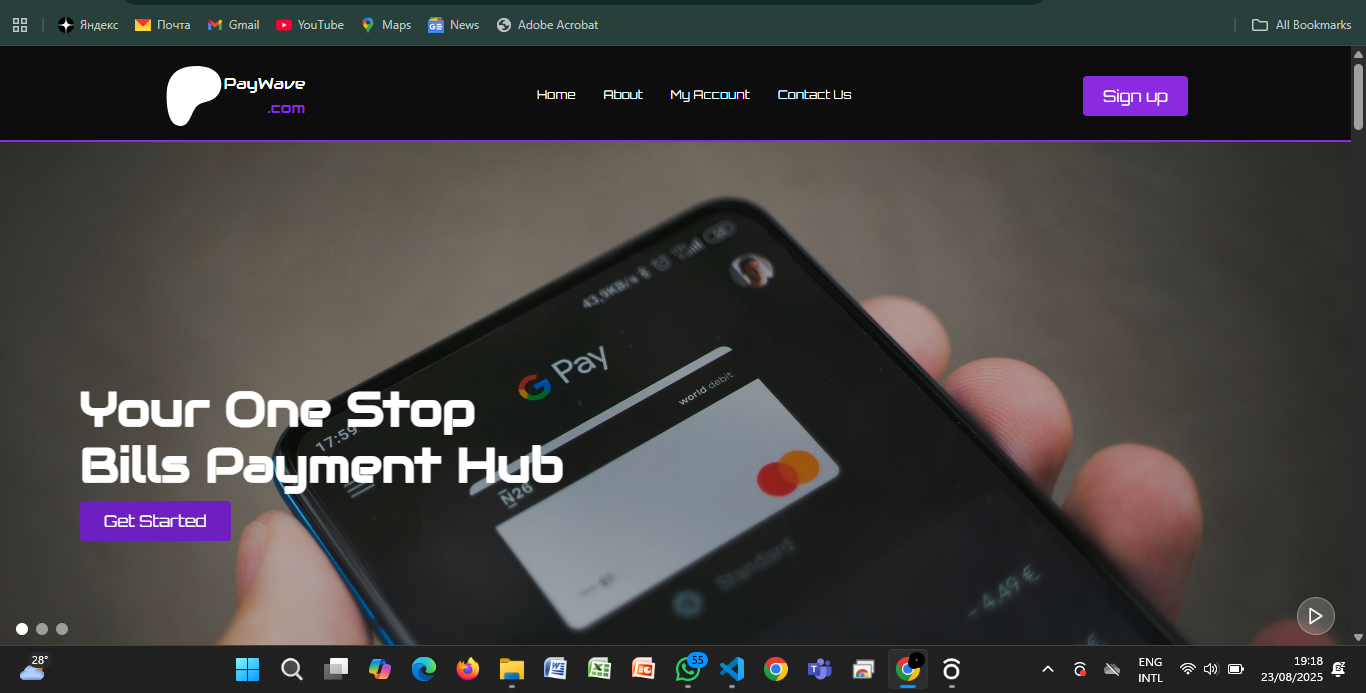 Яндекс
Почта
Gmail
YouTube
Maps
News
Adobe Acrobat
All Bookmarks
PayWave
.com
Home
About
My Account
Contact Us
Sign up
43,9KB/s
G Pay
world debit
17:59
N26
Standard
- 4,49 €
€
Your One Stop
Bills Payment Hub
Get Started
28°
55
ENG
INTL
19:18
23/08/2025